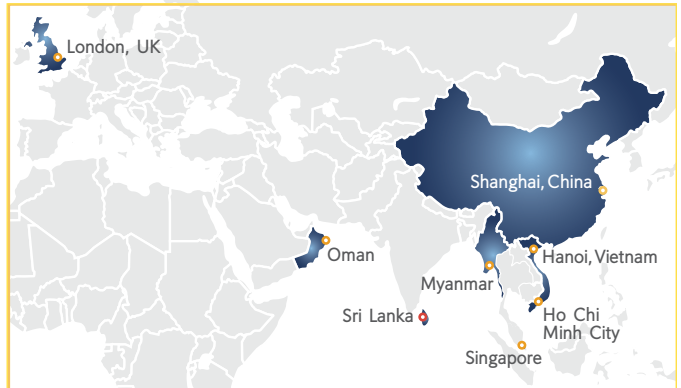 London, UK
Shanghai, China
Oman
Hanoi, Vietnam
Myanmar
Sri Lanka
Ho Chi
Minh City
Singapore